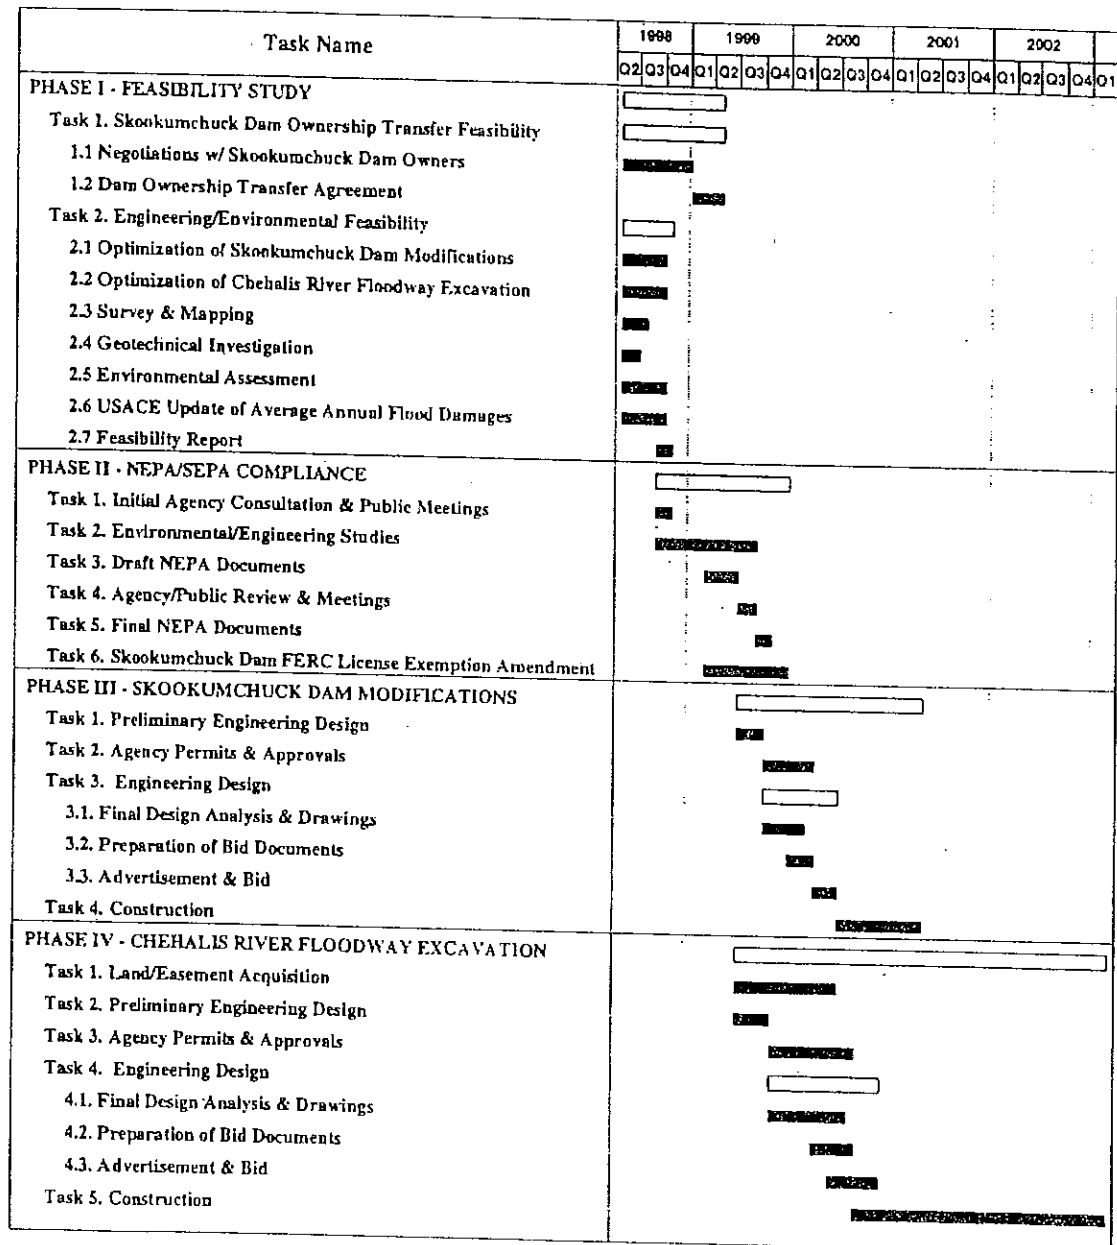 Task Name
1998 1999 2000 2001 2002
Q2 Q3 Q4 Q1 Q2 Q3 Q4 Q1 Q2 Q3 Q4 Q1 Q2 Q3 Q4 Q1 Q2 Q3 Q4 Q1
PHASE I - FEASIBILITY STUDY
Task 1. Skookumchuck Dam Ownership Transfer Feasibility
1.1 Negotiations w/ Skookumchuck Dam Owners
1.2 Dam Ownership Transfer Agreement
Task 2. Engineering/Environmental Feasibility
2.1 Optimization of Skookumchuck Dam Modifications
2.2 Optimization of Chehalis River Floodway Excavation
2.3 Survey & Mapping
2.4 Geotechnical Investigation
2.5 Environmental Assessment
2.6 USACE Update of Average Annual Flood Damages
2.7 Feasibility Report
PHASE II - NEPA/SEPA COMPLIANCE
Task 1. Initial Agency Consultation & Public Meetings
Task 2. Environmental/Engineering Studies
Task 3. Draft NEPA Documents
Task 4. Agency/Public Review & Meetings
Task 5. Final NEPA Documents
Task 6. Skookumchuck Dam FERC License Exemption Amendment
PHASE III - SKOOKUMCHUCK DAM MODIFICATIONS
Task 1. Preliminary Engineering Design
Task 2. Agency Permits & Approvals
Task 3. Engineering Design
3.1. Final Design Analysis & Drawings
3.2. Preparation of Bid Documents
3.3. Advertisement & Bid
Task 4. Construction
PHASE IV - CHEHALIS RIVER FLOODWAY EXCAVATION
Task 1. Land/Easement Acquisition
Task 2. Preliminary Engineering Design
Task 3. Agency Permits & Approvals
Task 4. Engineering Design
4.1. Final Design Analysis & Drawings
4.2. Preparation of Bid Documents
4.3. Advertisement & Bid
Task 5. Construction